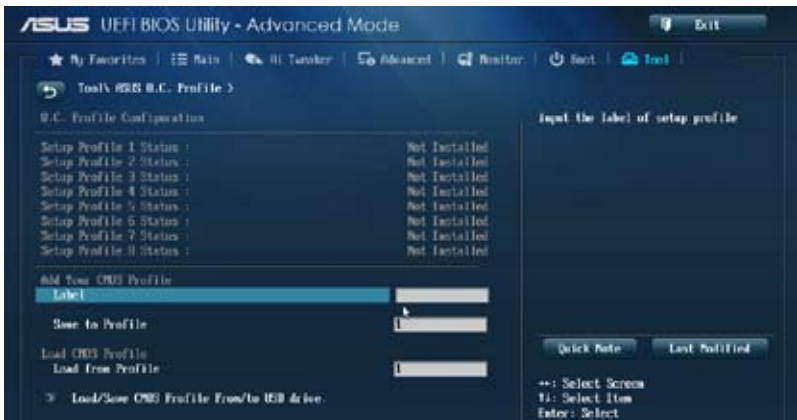 ASUS UEFI BIOS Utility - Advanced Mode
Exit
My Favorites | Main | Ai Tweaker | Advanced | Monitor | Boot | Tool
Tool\ ASUS O.C. Profile >
O.C. Profile Configuration
Input the label of setup profile
Setup Profile 1 Status : Not Installed
Setup Profile 2 Status : Not Installed
Setup Profile 3 Status : Not Installed
Setup Profile 4 Status : Not Installed
Setup Profile 5 Status : Not Installed
Setup Profile 6 Status : Not Installed
Setup Profile 7 Status : Not Installed
Setup Profile 8 Status : Not Installed
Add Your CMOS Profile
Label
Save to Profile 1
Load CMOS Profile
Load from Profile 1
> Load/Save CMOS Profile From/to USB drive.
Quick Note
Last Modified
→←: Select Screen
↑↓: Select Item
Enter: Select